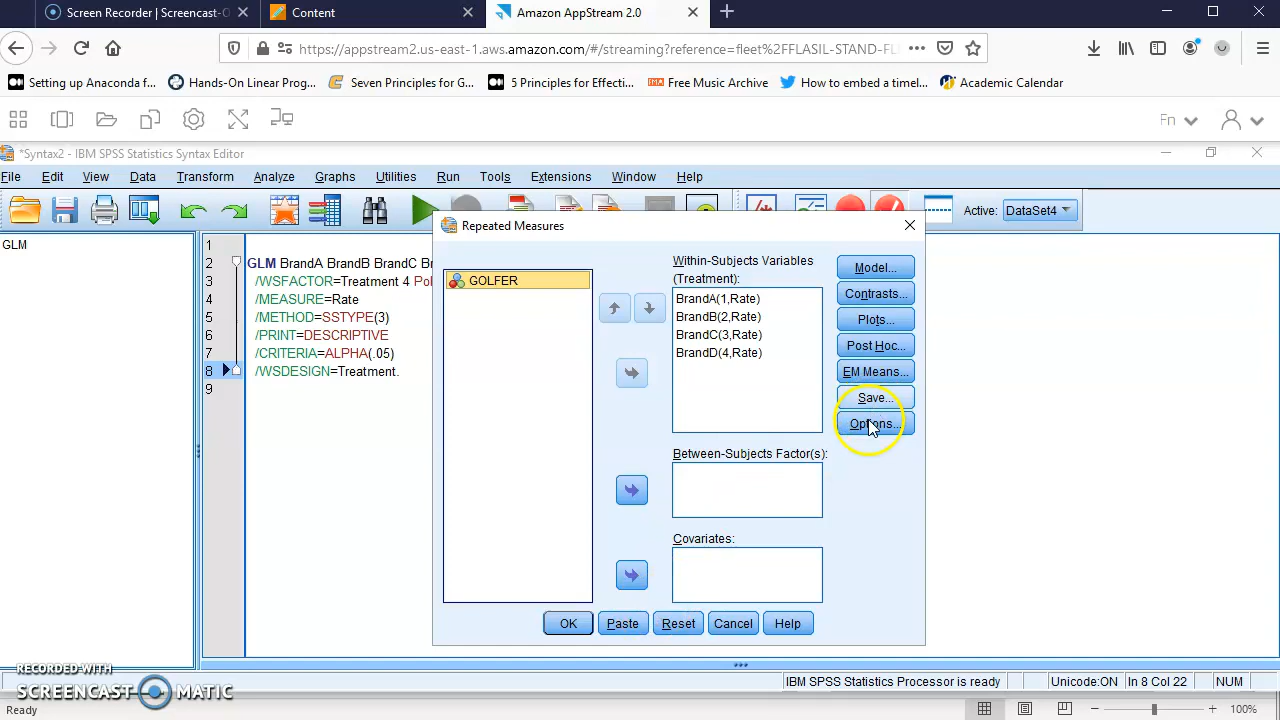 Screen Recorder | Screencast-O
Content
Amazon AppStream 2.0
https://appstream2.us-east-1.aws.amazon.com/#/streaming?reference=fleet%2FFLASIL-STAND-FL
Setting up Anaconda f...
Hands-On Linear Prog...
Seven Principles for G...
5 Principles for Effecti...
Free Music Archive
How to embed a timel...
Academic Calendar
Fn
*Syntax2 - IBM SPSS Statistics Syntax Editor
File Edit View Data Transform Analyze Graphs Utilities Run Tools Extensions Window Help
Active: DataSet4
GLM
1
2 GLM BrandA BrandB BrandC B
3 /WSFACTOR=Treatment 4 Pol
4 /MEASURE=Rate
5 /METHOD=SSTYPE(3)
6 /PRINT=DESCRIPTIVE
7 /CRITERIA=ALPHA(.05)
8 /WSDESIGN=Treatment.
9
Repeated Measures
GOLFER
Within-Subjects Variables
(Treatment):
BrandA(1,Rate)
BrandB(2,Rate)
BrandC(3,Rate)
BrandD(4,Rate)
Between-Subjects Factor(s):
Covariates:
Model...
Contrasts...
Plots...
Post Hoc...
EM Means...
Save...
Options...
OK Paste Reset Cancel Help
RECORDED WITH
SCREENCAST MATIC
IBM SPSS Statistics Processor is ready
Unicode:ON
In 8 Col 22
NUM
Ready
100%